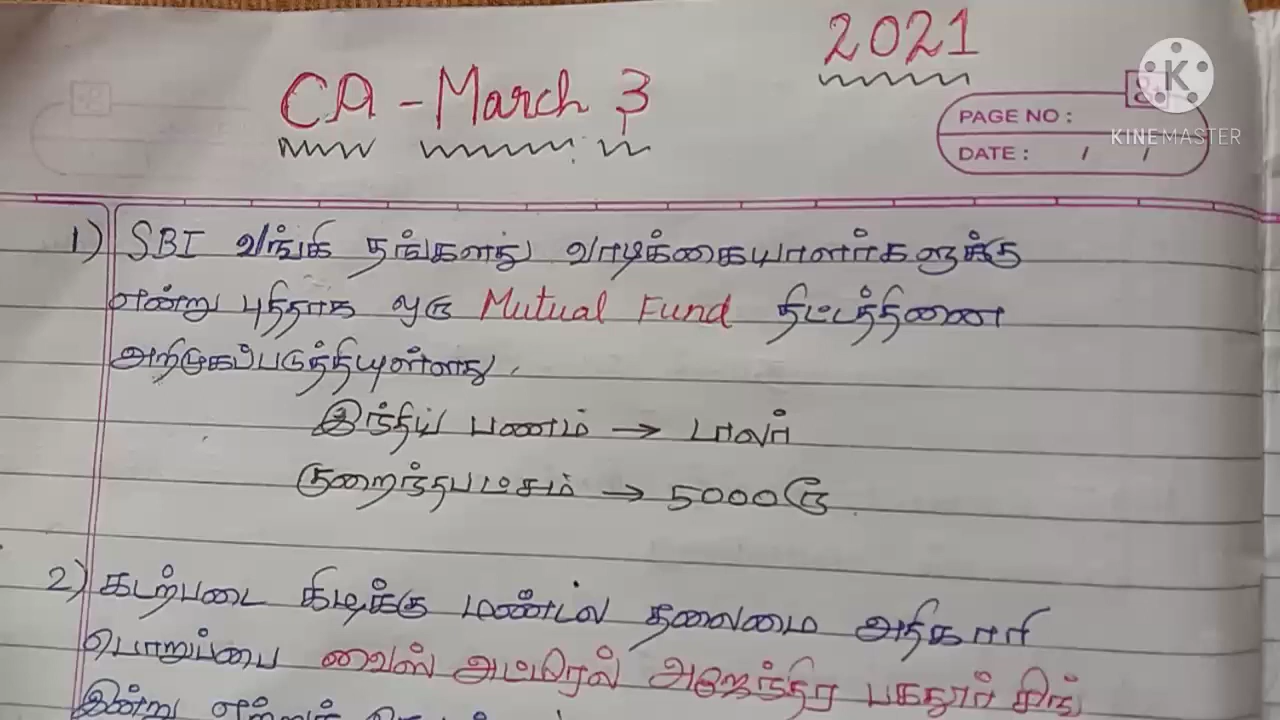 2021
CA - March 3
PAGE NO :
DATE : / /
KINEMASTER
1) SBI வங்கி தங்களது வாடிக்கையாளர்களுக்கு
என்று புதிதாக ஒரு Mutual Fund திட்டத்தினை
அறிமுகப்படுத்தியுள்ளது.
இந்திய பணம் → டாலர்
குறைந்தபட்சம் → 5000 ரூ
2) கடற்படை கிழக்கு மண்டல தலைமை அதிகாரி
பொறுப்பை வைஸ் அட்மிரல் அஜேந்திர பகதூர் சிங்
இன்று